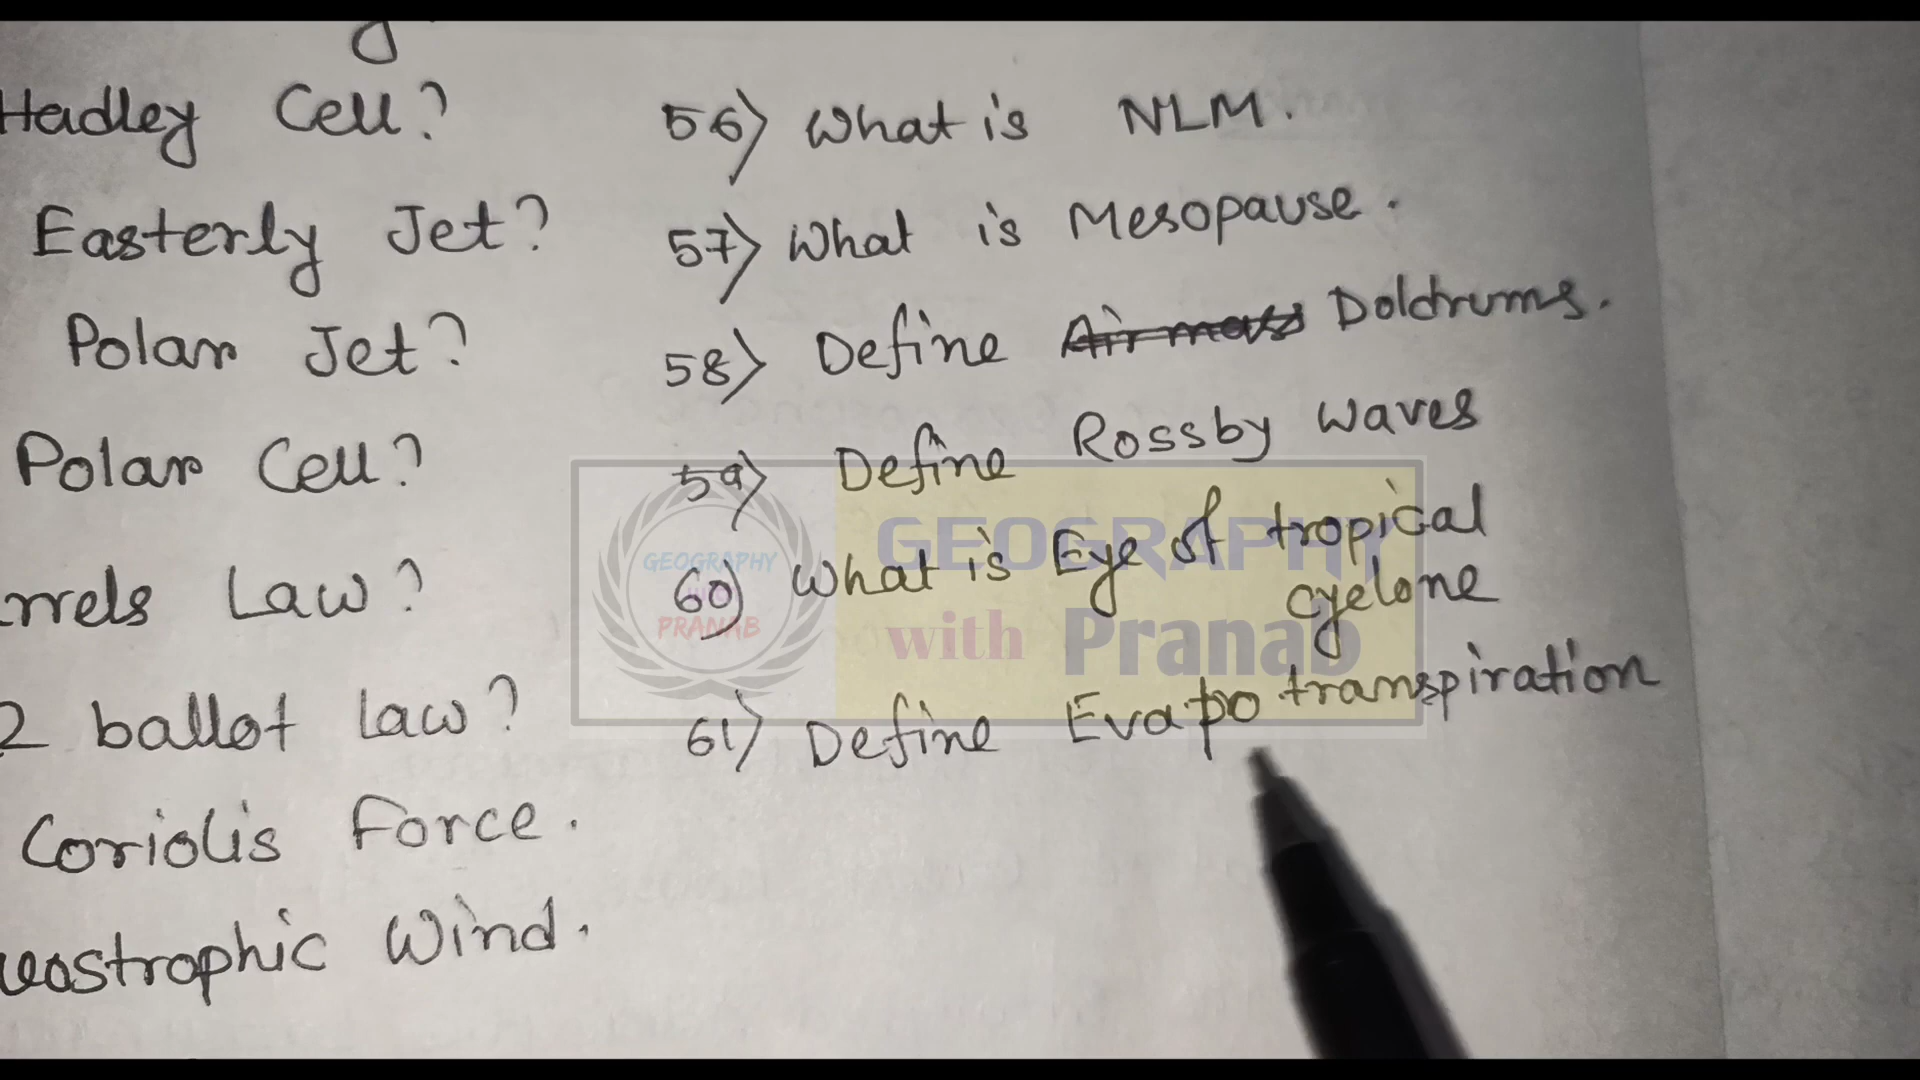 Hadley Cell?
Easterly Jet?
Polar Jet?
Polar Cell?
Law?
2 ballot law?
Coriolis Force.
Wind.
56) What is NLM.
57) What is Mesopause.
58) Define Air mass Doldrums.
59) Define Rossby waves
60) What is Eye of tropical
cyclone
61) Define Evapotranspiration
GEOGRAPHY
PRANAB
GEOGRAPHY
with Pranab